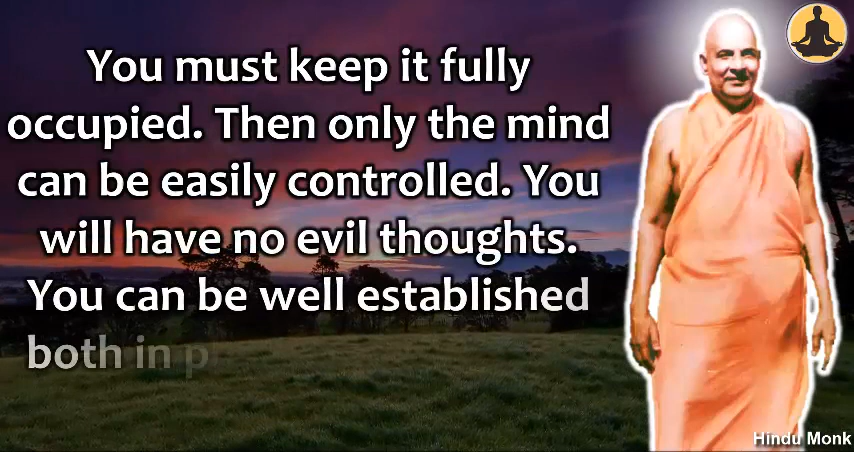 You must keep it fully
occupied. Then only the mind
can be easily controlled. You
will have no evil thoughts.
You can be well established
both in p
Hindu Monk